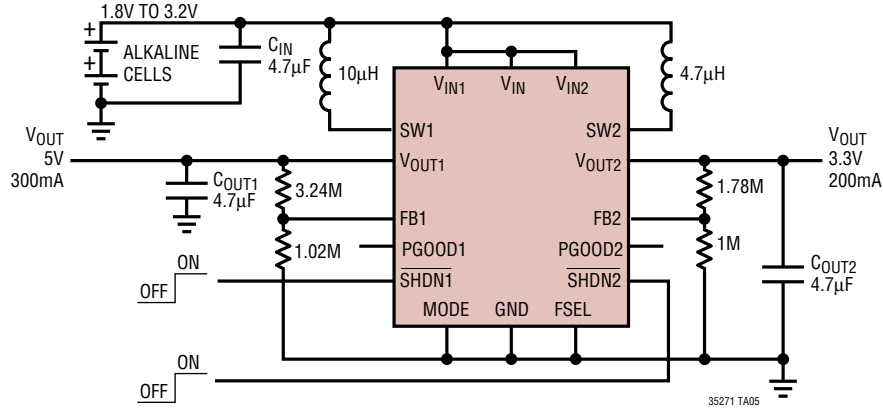 1.8V TO 3.2V
+
+
ALKALINE
CELLS
CIN
4.7µF
10µH
VIN1
VIN
VIN2
4.7µH
SW1
SW2
VOUT
5V
300mA
VOUT1
VOUT2
VOUT
3.3V
200mA
COUT1
4.7µF
3.24M
1.78M
FB1
FB2
1.02M
1M
PGOOD1
PGOOD2
COUT2
4.7µF
OFF
ON
SHDN1
SHDN2
MODE
GND
FSEL
OFF
ON
35271 TA05